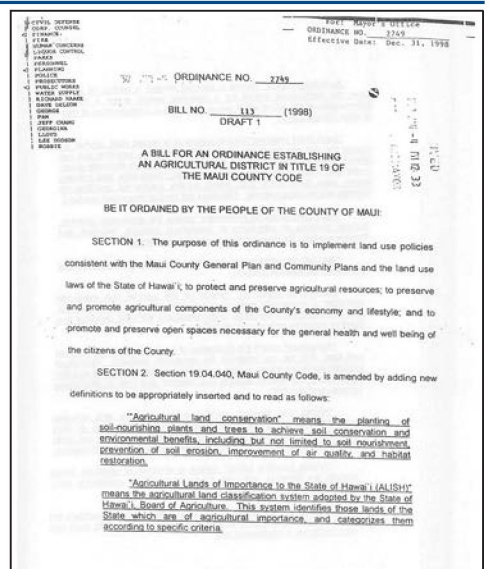 CIVIL DEFENSE
CORP. COUNSEL
FINANCE
FIRE
HUMAN CONCERNS
LIQUOR CONTROL
PARKS
PERSONNEL
PLANNING
POLICE
PROSECUTORS
PUBLIC WORKS
WATER SUPPLY
RICHARD
DAVE DELEON
GEORGE
PAM
JEFF CHANG
GEORGINA
LLOYD
LEE DODSON
ROBBIE
For: Mayor's Office
ORDINANCE NO. 2749
Effective Date: Dec. 31, 1998
ORDINANCE NO. 2749
BILL NO. 113 (1998)
DRAFT 1
A BILL FOR AN ORDINANCE ESTABLISHING
AN AGRICULTURAL DISTRICT IN TITLE 19 OF
THE MAUI COUNTY CODE
BE IT ORDAINED BY THE PEOPLE OF THE COUNTY OF MAUI:
SECTION 1. The purpose of this ordinance is to implement land use policies
consistent with the Maui County General Plan and Community Plans and the land use
laws of the State of Hawai`i; to protect and preserve agricultural resources; to preserve
and promote agricultural components of the County's economy and lifestyle; and to
promote and preserve open spaces necessary for the general health and well being of
the citizens of the County.
SECTION 2. Section 19.04.040, Maui County Code, is amended by adding new
definitions to be appropriately inserted and to read as follows:
"Agricultural land conservation" means the planting of
soil-nourishing plants and trees to achieve soil conservation and
environmental benefits, including but not limited to soil nourishment,
prevention of soil erosion, improvement of air quality, and habitat
restoration.
"Agricultural Lands of Importance to the State of Hawai`i (ALISH)"
means the agricultural land classification system adopted by the State of
Hawai`i, Board of Agriculture. This system identifies those lands of the
State which are of agricultural importance, and categorizes them
according to specific criteria.